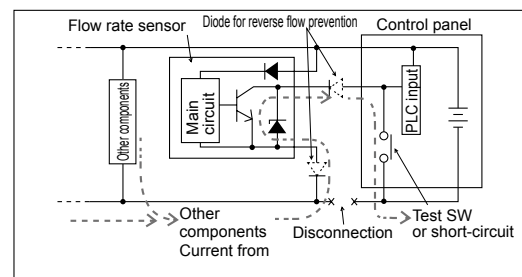 Flow rate sensor
Diode for reverse flow prevention
Control panel
Other components
Main
circuit
PLC input
Other
components
Current from
Disconnection
Test SW
or short-circuit